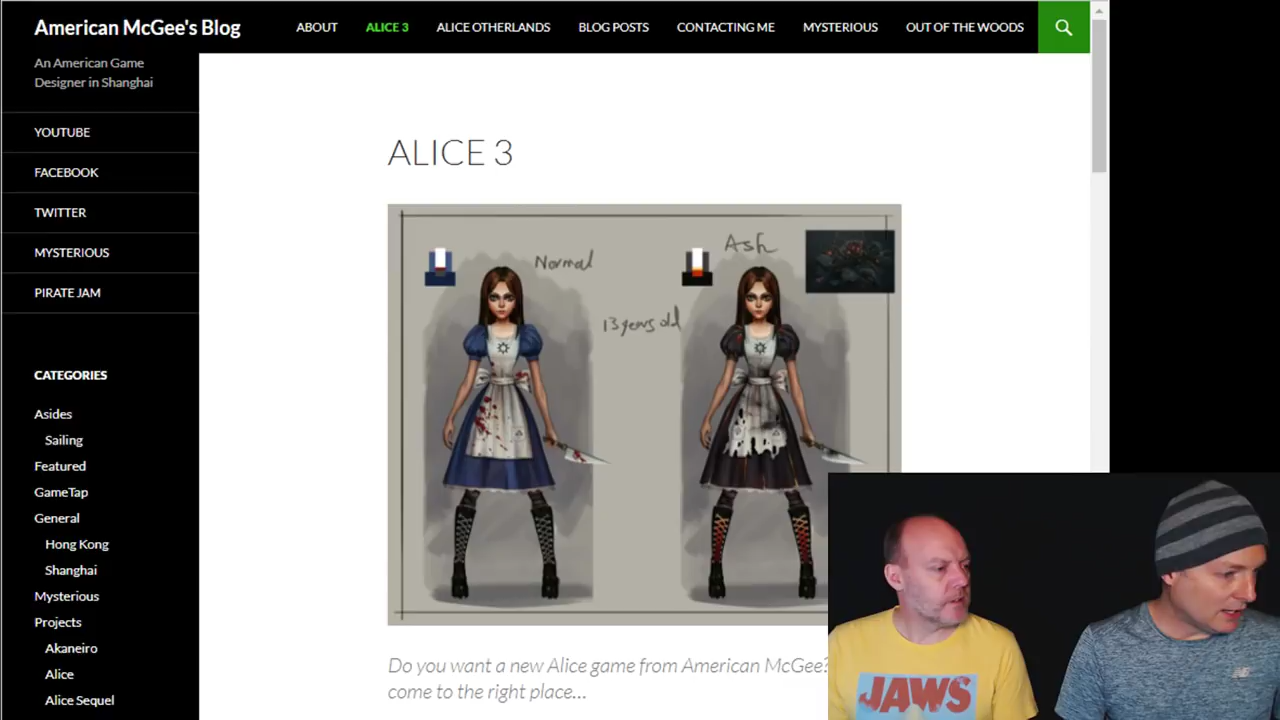 American McGee's Blog
ABOUT
ALICE 3
ALICE OTHERLANDS
BLOG POSTS
CONTACTING ME
MYSTERIOUS
OUT OF THE WOODS
An American Game
Designer in Shanghai
YOUTUBE
FACEBOOK
TWITTER
MYSTERIOUS
PIRATE JAM
CATEGORIES
Asides
Sailing
Featured
GameTap
General
Hong Kong
Shanghai
Mysterious
Projects
Akaneiro
Alice
Alice Sequel
ALICE 3
Normal
Ash
13 years old
Do you want a new Alice game from American McGee?
come to the right place...
JAWS